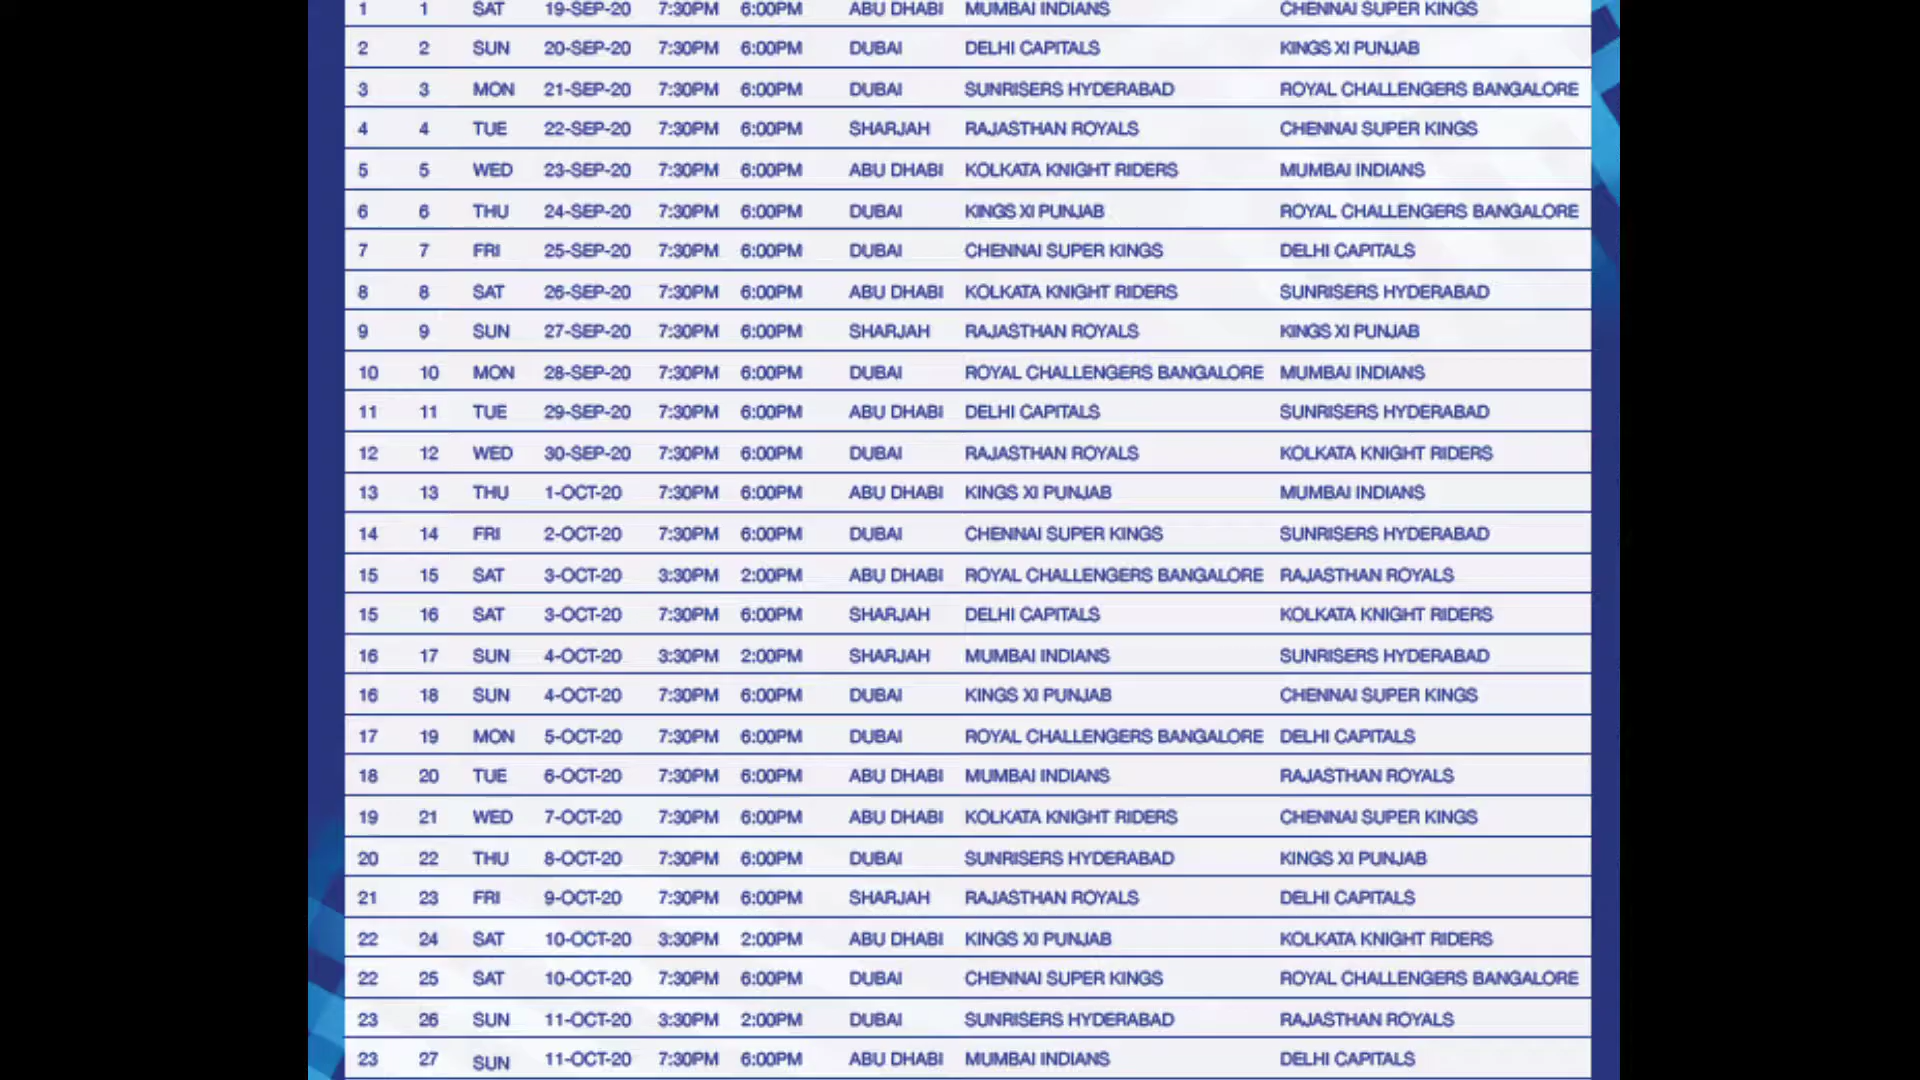 1 1 SAT 19-SEP-20 7:30PM 6:00PM ABU DHABI MUMBAI INDIANS CHENNAI SUPER KINGS
2 2 SUN 20-SEP-20 7:30PM 6:00PM DUBAI DELHI CAPITALS KINGS XI PUNJAB
3 3 MON 21-SEP-20 7:30PM 6:00PM DUBAI SUNRISERS HYDERABAD ROYAL CHALLENGERS BANGALORE
4 4 TUE 22-SEP-20 7:30PM 6:00PM SHARJAH RAJASTHAN ROYALS CHENNAI SUPER KINGS
5 5 WED 23-SEP-20 7:30PM 6:00PM ABU DHABI KOLKATA KNIGHT RIDERS MUMBAI INDIANS
6 6 THU 24-SEP-20 7:30PM 6:00PM DUBAI KINGS XI PUNJAB ROYAL CHALLENGERS BANGALORE
7 7 FRI 25-SEP-20 7:30PM 6:00PM DUBAI CHENNAI SUPER KINGS DELHI CAPITALS
8 8 SAT 26-SEP-20 7:30PM 6:00PM ABU DHABI KOLKATA KNIGHT RIDERS SUNRISERS HYDERABAD
9 9 SUN 27-SEP-20 7:30PM 6:00PM SHARJAH RAJASTHAN ROYALS KINGS XI PUNJAB
10 10 MON 28-SEP-20 7:30PM 6:00PM DUBAI ROYAL CHALLENGERS BANGALORE MUMBAI INDIANS
11 11 TUE 29-SEP-20 7:30PM 6:00PM ABU DHABI DELHI CAPITALS SUNRISERS HYDERABAD
12 12 WED 30-SEP-20 7:30PM 6:00PM DUBAI RAJASTHAN ROYALS KOLKATA KNIGHT RIDERS
13 13 THU 1-OCT-20 7:30PM 6:00PM ABU DHABI KINGS XI PUNJAB MUMBAI INDIANS
14 14 FRI 2-OCT-20 7:30PM 6:00PM DUBAI CHENNAI SUPER KINGS SUNRISERS HYDERABAD
15 15 SAT 3-OCT-20 3:30PM 2:00PM ABU DHABI ROYAL CHALLENGERS BANGALORE RAJASTHAN ROYALS
15 16 SAT 3-OCT-20 7:30PM 6:00PM SHARJAH DELHI CAPITALS KOLKATA KNIGHT RIDERS
16 17 SUN 4-OCT-20 3:30PM 2:00PM SHARJAH MUMBAI INDIANS SUNRISERS HYDERABAD
16 18 SUN 4-OCT-20 7:30PM 6:00PM DUBAI KINGS XI PUNJAB CHENNAI SUPER KINGS
17 19 MON 5-OCT-20 7:30PM 6:00PM DUBAI ROYAL CHALLENGERS BANGALORE DELHI CAPITALS
18 20 TUE 6-OCT-20 7:30PM 6:00PM ABU DHABI MUMBAI INDIANS RAJASTHAN ROYALS
19 21 WED 7-OCT-20 7:30PM 6:00PM ABU DHABI KOLKATA KNIGHT RIDERS CHENNAI SUPER KINGS
20 22 THU 8-OCT-20 7:30PM 6:00PM DUBAI SUNRISERS HYDERABAD KINGS XI PUNJAB
21 23 FRI 9-OCT-20 7:30PM 6:00PM SHARJAH RAJASTHAN ROYALS DELHI CAPITALS
22 24 SAT 10-OCT-20 3:30PM 2:00PM ABU DHABI KINGS XI PUNJAB KOLKATA KNIGHT RIDERS
22 25 SAT 10-OCT-20 7:30PM 6:00PM DUBAI CHENNAI SUPER KINGS ROYAL CHALLENGERS BANGALORE
23 26 SUN 11-OCT-20 3:30PM 2:00PM DUBAI SUNRISERS HYDERABAD RAJASTHAN ROYALS
23 27 SUN 11-OCT-20 7:30PM 6:00PM ABU DHABI MUMBAI INDIANS DELHI CAPITALS